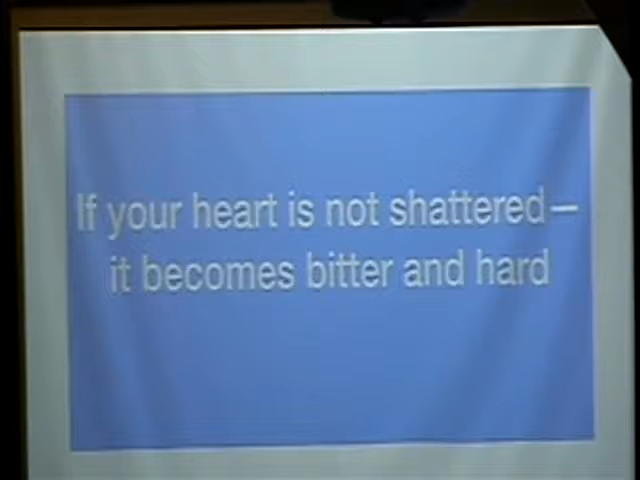 If your heart is not shattered—
it becomes bitter and hard